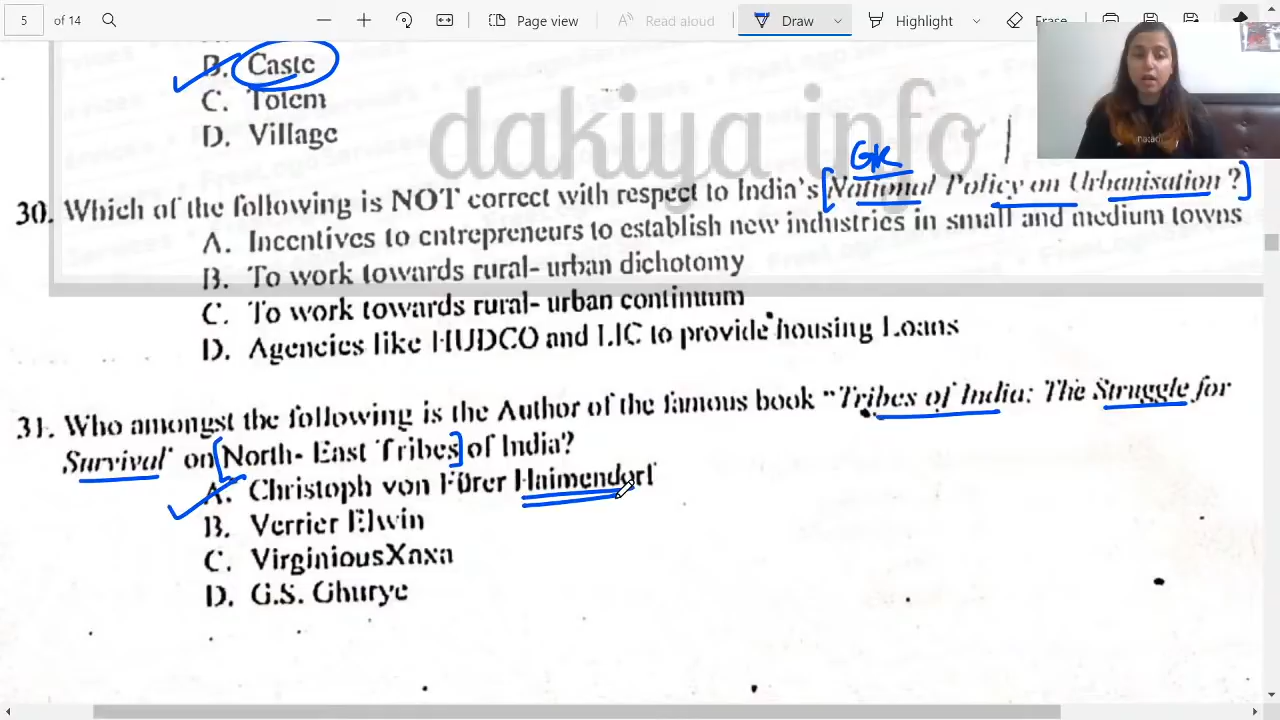 5 of 14 Page view Read aloud Draw Highlight Erase
B. Caste
C. Totem
D. Village
dakiya info
GK
30. Which of the following is NOT correct with respect to India's National Policy on Urbanisation ?
A. Incentives to entrepreneurs to establish new industries in small and medium towns
B. To work towards rural- urban dichotomy
C. To work towards rural- urban continuum
D. Agencies like HUDCO and LIC to provide housing Loans
31. Who amongst the following is the Author of the famous book "Tribes of India: The Struggle for
Survival" on North- East Tribes of India?
A. Christoph von Fürer Haimendorf
B. Verrier Elwin
C. VirginiousXaxa
D. G.S. Ghurye